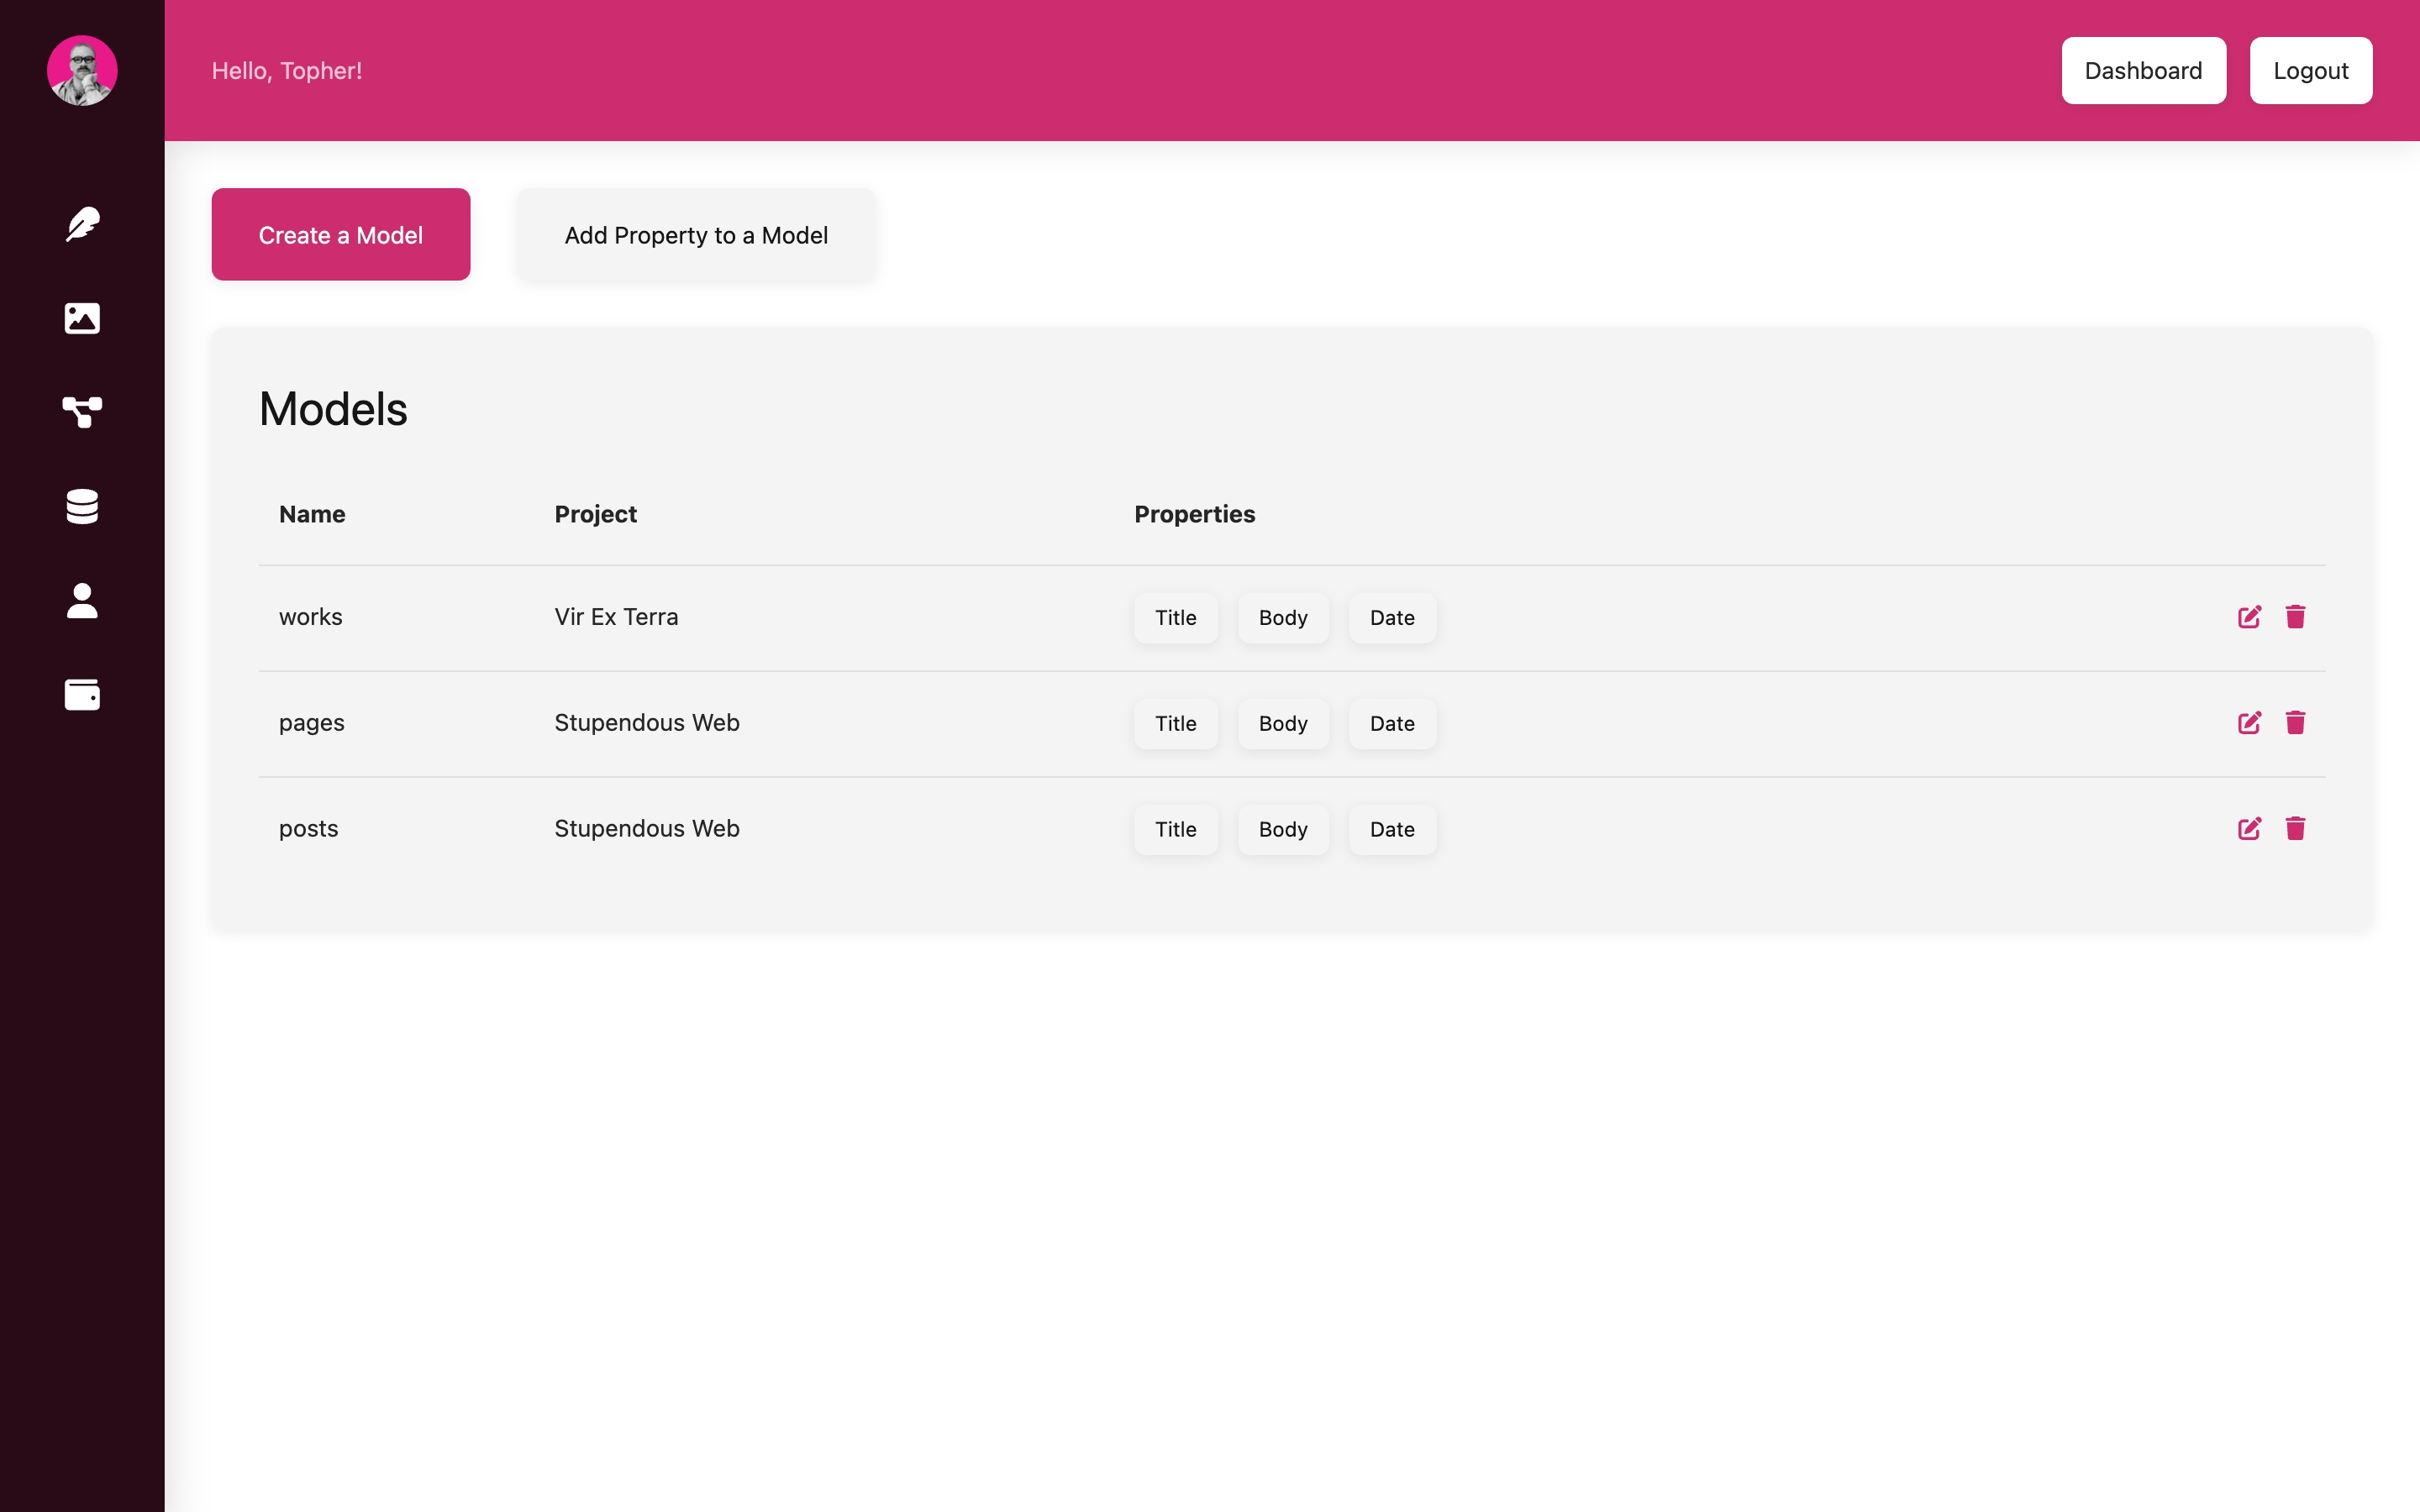 Hello, Topher!
Dashboard
Logout
Create a Model
Add Property to a Model
Models
Name Project Properties
works Vir Ex Terra Title Body Date
pages Stupendous Web Title Body Date
posts Stupendous Web Title Body Date